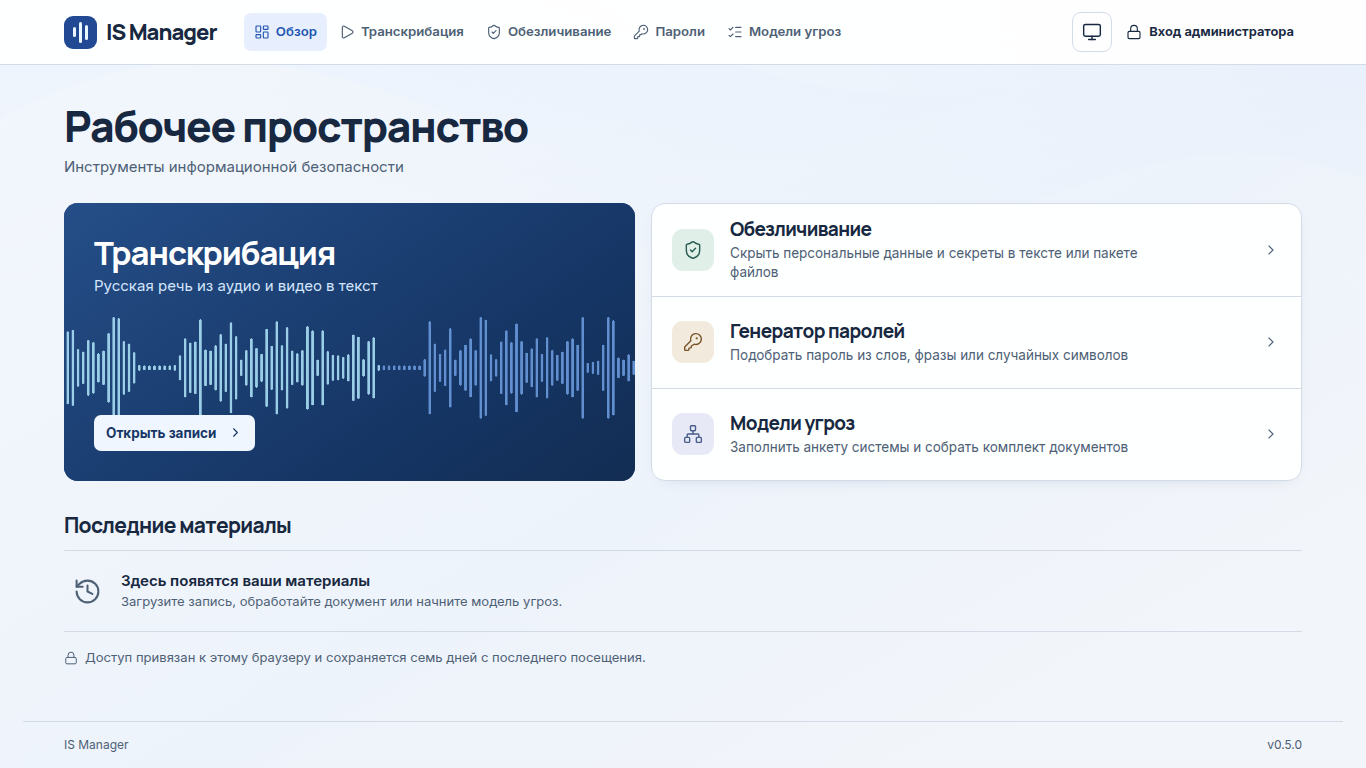 IS Manager
Обзор
Транскрибация
Обезличивание
Пароли
Модели угроз
Вход администратора
Рабочее пространство
Инструменты информационной безопасности
Транскрибация
Русская речь из аудио и видео в текст
Открыть записи
Обезличивание
Скрыть персональные данные и секреты в тексте или пакете
файлов
Генератор паролей
Подобрать пароль из слов, фразы или случайных символов
Модели угроз
Заполнить анкету системы и собрать комплект документов
Последние материалы
Здесь появятся ваши материалы
Загрузите запись, обработайте документ или начните модель угроз.
Доступ привязан к этому браузеру и сохраняется семь дней с последнего посещения.
IS Manager
v0.5.0